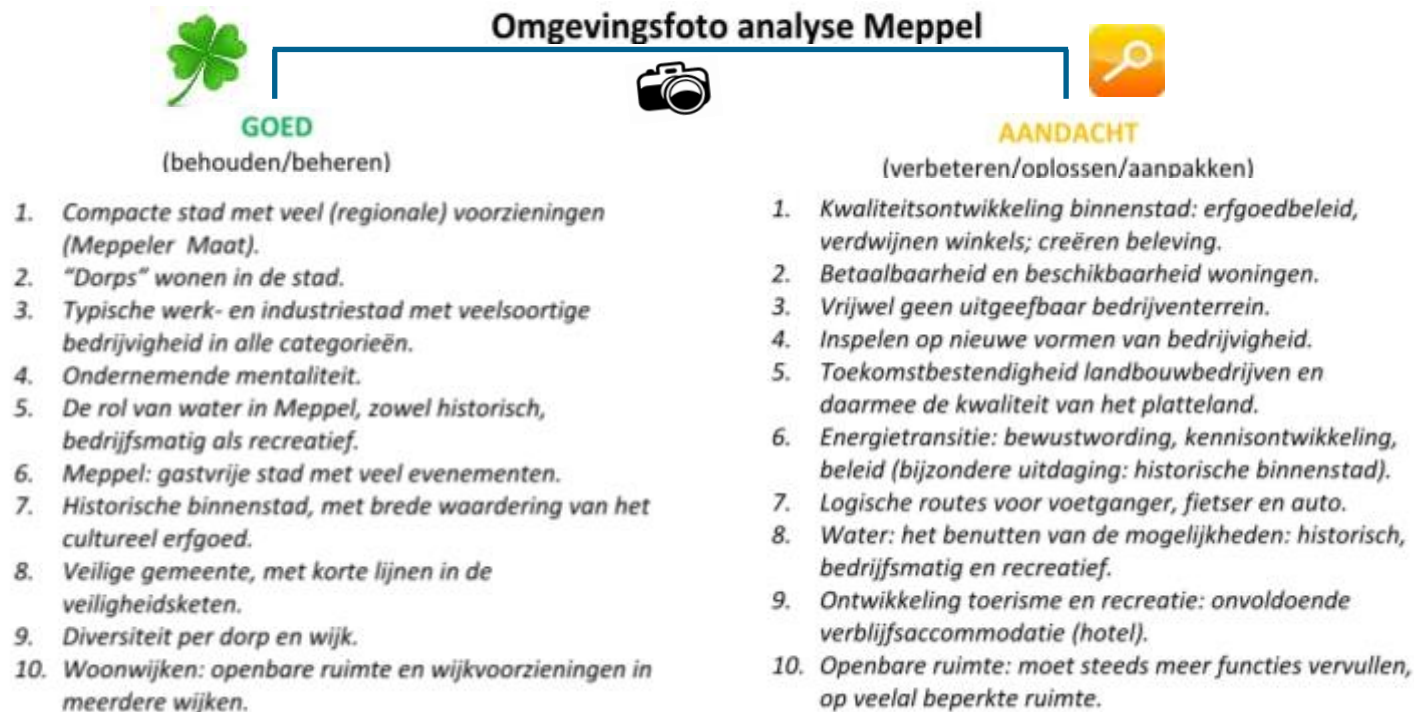 Omgevingsfoto analyse Meppel
GOED
(behouden/beheren)
1. Compacte stad met veel (regionale) voorzieningen
(Meppeler Maat).
2. "Dorps" wonen in de stad.
3. Typische werk- en industriestad met veelsoortige
bedrijvigheid in alle categorieën.
4. Ondernemende mentaliteit.
5. De rol van water in Meppel, zowel historisch,
bedrijfsmatig als recreatief.
6. Meppel: gastvrije stad met veel evenementen.
7. Historische binnenstad, met brede waardering van het
cultureel erfgoed.
8. Veilige gemeente, met korte lijnen in de
veiligheidsketen.
9. Diversiteit per dorp en wijk.
10. Woonwijken: openbare ruimte en wijkvoorzieningen in
meerdere wijken.
AANDACHT
(verbeteren/oplossen/aanpakken)
1. Kwaliteitsontwikkeling binnenstad: erfgoedbeleid,
verdwijnen winkels; creëren beleving.
2. Betaalbaarheid en beschikbaarheid woningen.
3. Vrijwel geen uitgeefbaar bedrijventerrein.
4. Inspelen op nieuwe vormen van bedrijvigheid.
5. Toekomstbestendigheid landbouwbedrijven en
daarmee de kwaliteit van het platteland.
6. Energietransitie: bewustwording, kennisontwikkeling,
beleid (bijzondere uitdaging: historische binnenstad).
7. Logische routes voor voetganger, fietser en auto.
8. Water: het benutten van de mogelijkheden: historisch,
bedrijfsmatig en recreatief.
9. Ontwikkeling toerisme en recreatie: onvoldoende
verblijfsaccommodatie (hotel).
10. Openbare ruimte: moet steeds meer functies vervullen,
op veelal beperkte ruimte.